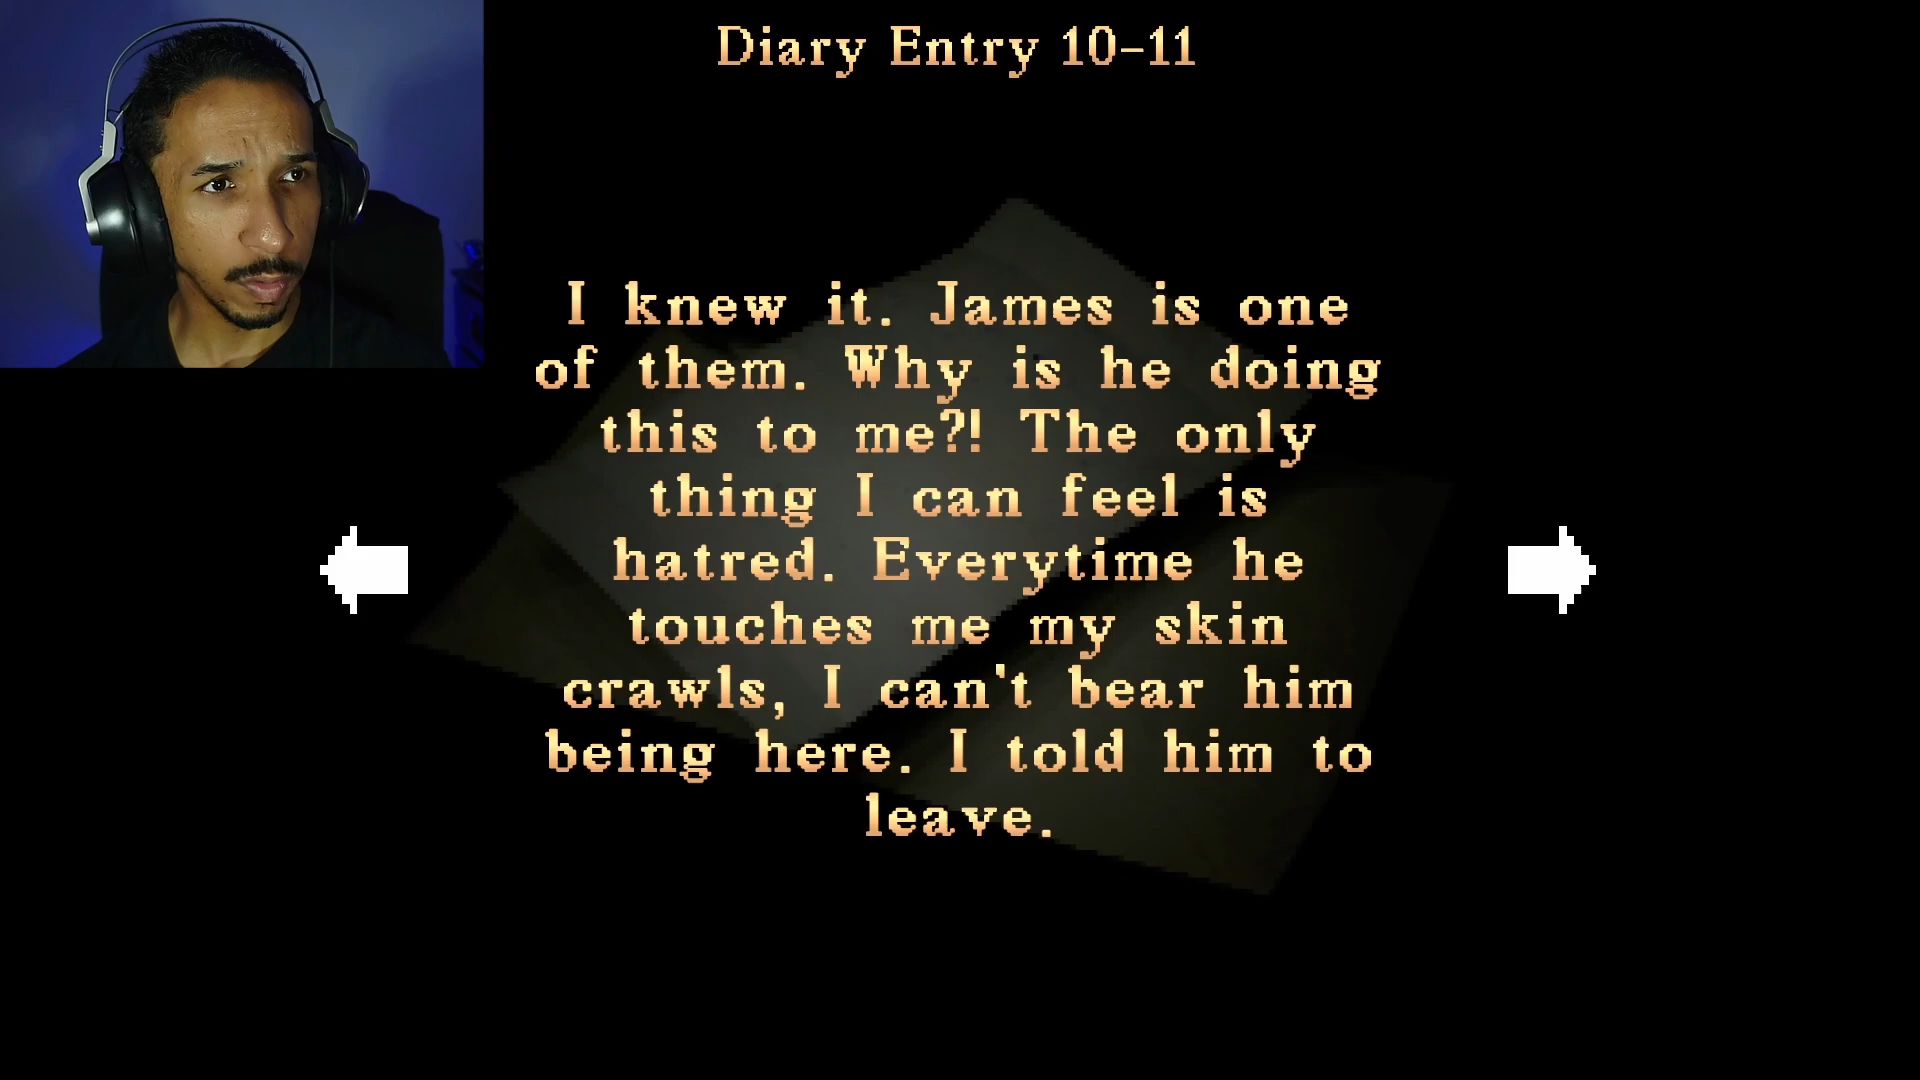 Diary Entry 10-11
I knew it. James is one
of them. Why is he doing
this to me?! The only
thing I can feel is
hatred. Everytime he
touches me my skin
crawls, I can't bear him
being here. I told him to
leave.